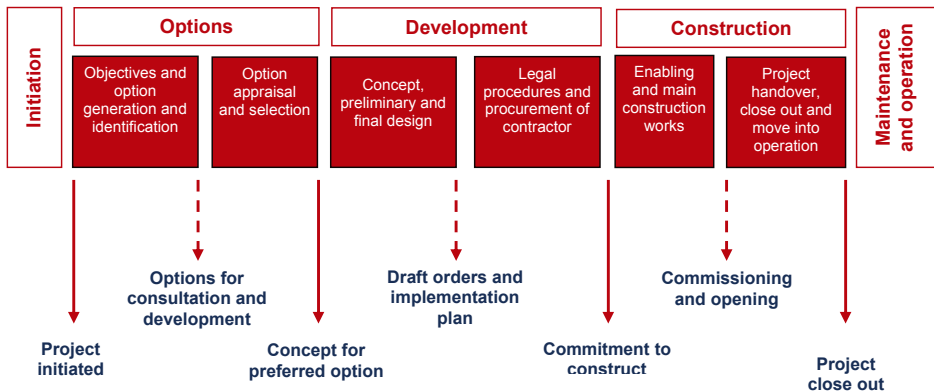 Initiation
Options
Objectives and
option
generation and
identification
Option
appraisal
and selection
Development
Concept,
preliminary and
final design
Legal
procedures and
procurement of
contractor
Construction
Enabling
and main
construction
works
Project
handover,
close out and
move into
operation
Maintenance
and operation
Options for
consultation and
development
Draft orders and
implementation
plan
Commissioning
and opening
Project
initiated
Concept for
preferred option
Commitment to
construct
Project
close out